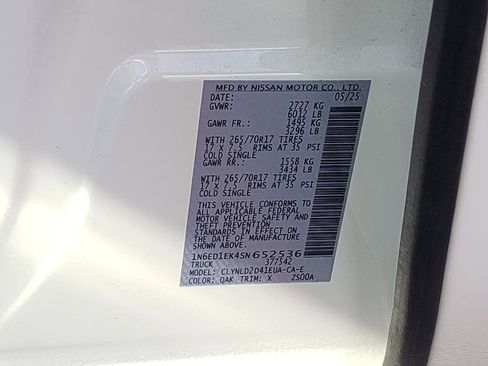 MFD BY NISSAN MOTOR CO., LTD.
DATE: 05/25
GVWR: 2727 KG
6012 LB
GAWR FR.: 1495 KG
3296 LB
WITH 265/70R17 TIRES
17 X 7.5 RIMS AT 35 PSI
COLD SINGLE
GAWR RR.: 1558 KG
3434 LB
WITH 265/70R17 TIRES
17 X 7.5 RIMS AT 35 PSI
COLD SINGLE
THIS VEHICLE CONFORMS TO
ALL APPLICABLE FEDERAL
MOTOR VEHICLE SAFETY AND
THEFT PREVENTION
STANDARDS IN EFFECT ON
THE DATE OF MANUFACTURE
SHOWN ABOVE.
1N6ED1EK4SN652536
TRUCK 377542
MODEL: CLYNLD2D41EUA-CA-E
COLOR: QAK TRIM: X ZS00A